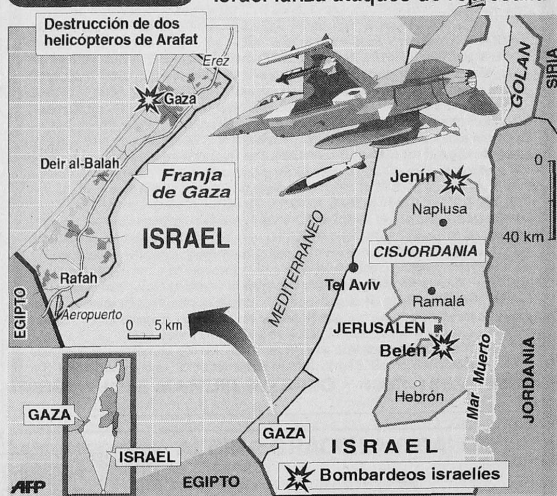 Destrucción de dos
helicópteros de Arafat
Erez
Gaza
Deir al-Balah
Franja
de Gaza
ISRAEL
Rafah
EGIPTO
Aeropuerto
0 5 km
GAZA
ISRAEL
AFP
EGIPTO
MEDITERRANEO
GOLAN
SIRIA
Jenín
Naplusa
0
40 km
CISJORDANIA
Tel Aviv
Ramalá
JERUSALEN
Belén
Hebrón
Mar Muerto
JORDANIA
GAZA
ISRAEL
Bombardeos israelíes